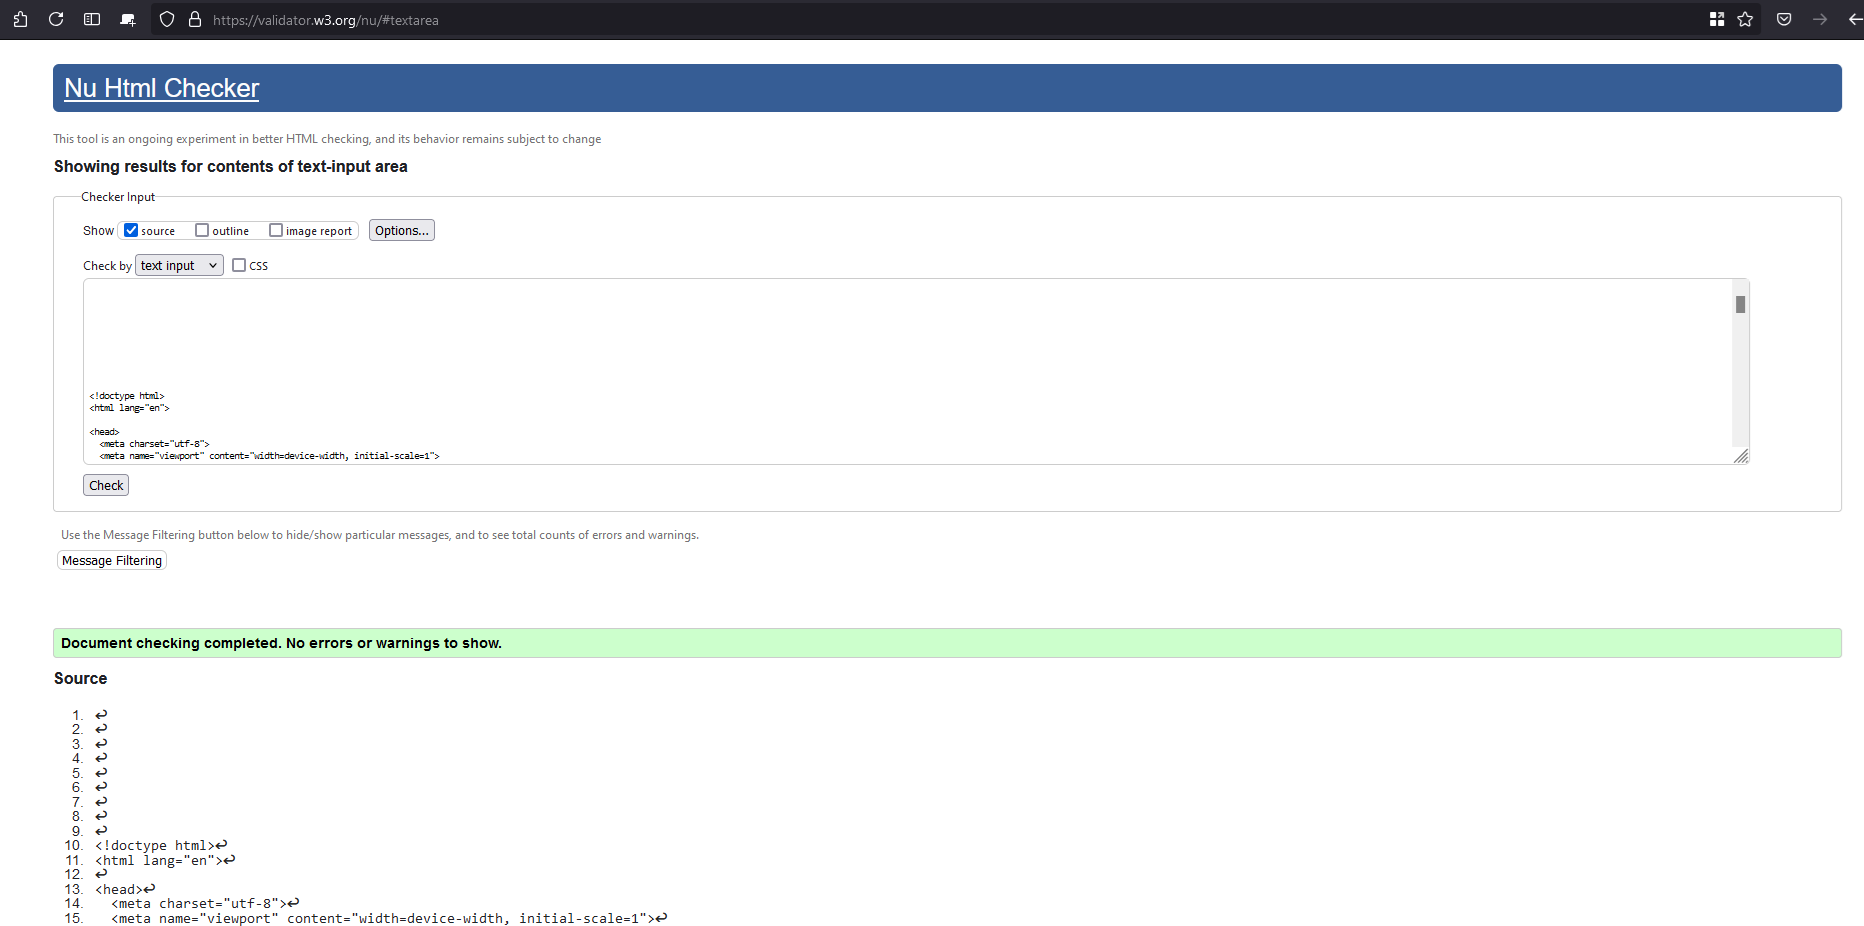 https://validator.w3.org/nu/#textarea
Nu Html Checker
This tool is an ongoing experiment in better HTML checking, and its behavior remains subject to change
Showing results for contents of text-input area
Checker Input
Show source outline image report Options...
Check by text input CSS
<!doctype html>
<html lang="en">
<head>
<meta charset="utf-8">
<meta name="viewport" content="width=device-width, initial-scale=1">
Check
Use the Message Filtering button below to hide/show particular messages, and to see total counts of errors and warnings.
Message Filtering
Document checking completed. No errors or warnings to show.
Source
1. ↩
2. ↩
3. ↩
4. ↩
5. ↩
6. ↩
7. ↩
8. ↩
9. ↩
10. <!doctype html>↩
11. <html lang="en">↩
12. ↩
13. <head>↩
14. <meta charset="utf-8">↩
15. <meta name="viewport" content="width=device-width, initial-scale=1">↩